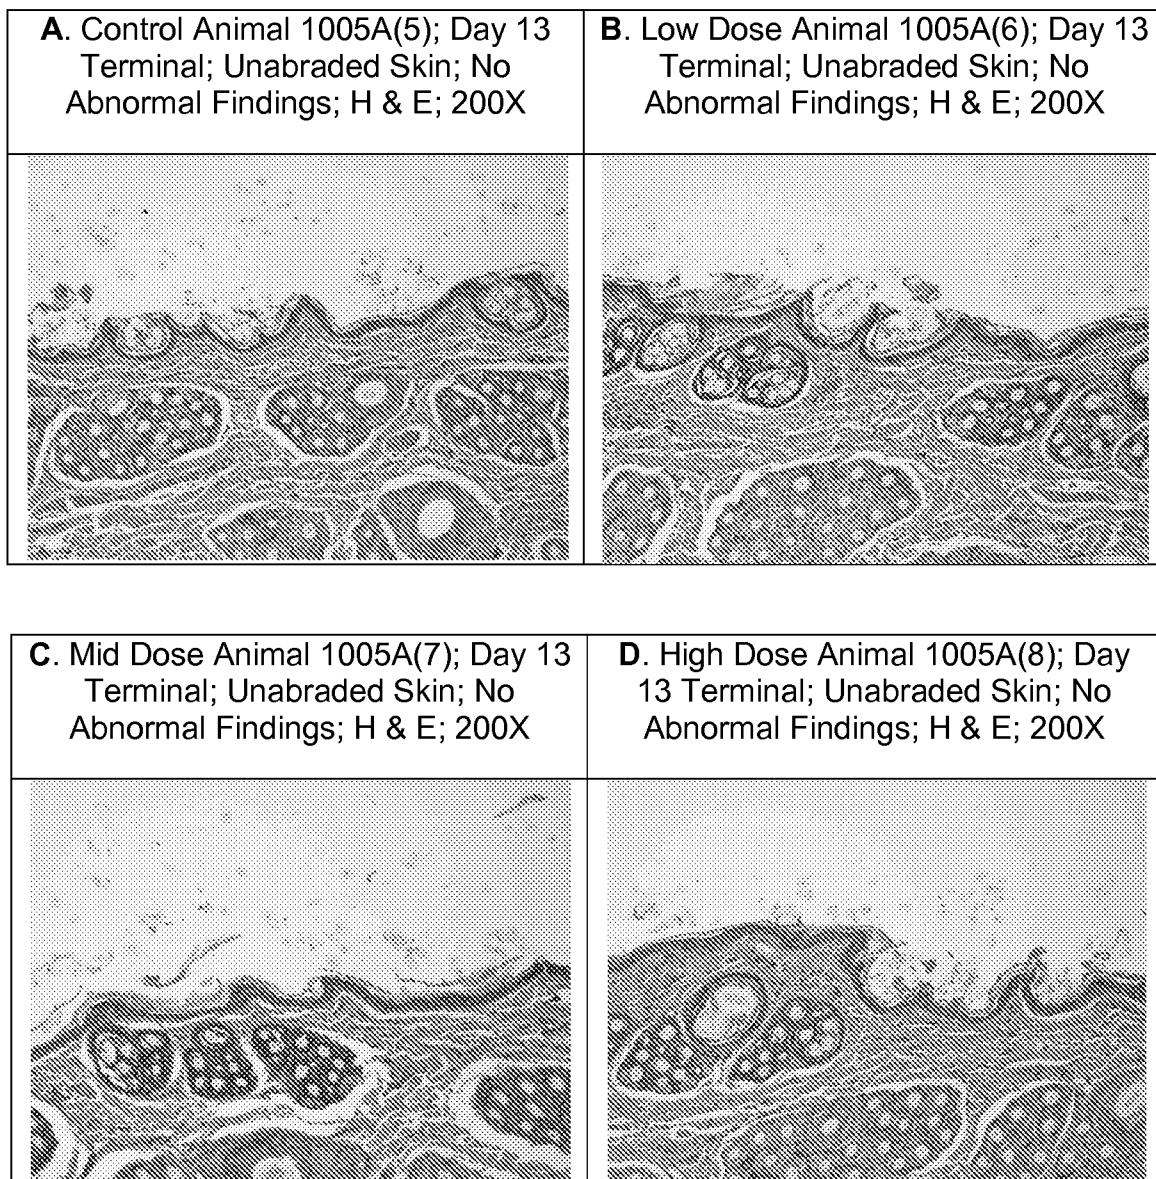 A. Control Animal 1005A(5); Day 13
Terminal; Unabraded Skin; No
Abnormal Findings; H & E; 200X
B. Low Dose Animal 1005A(6); Day 13
Terminal; Unabraded Skin; No
Abnormal Findings; H & E; 200X
C. Mid Dose Animal 1005A(7); Day 13
Terminal; Unabraded Skin; No
Abnormal Findings; H & E; 200X
D. High Dose Animal 1005A(8); Day
13 Terminal; Unabraded Skin; No
Abnormal Findings; H & E; 200X